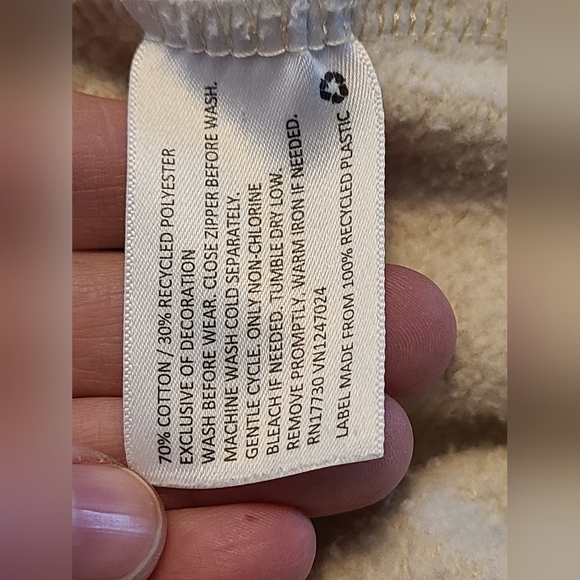 70% COTTON / 30% RECYCLED POLYESTER
EXCLUSIVE OF DECORATION
WASH BEFORE WEAR. CLOSE ZIPPER BEFORE WASH.
MACHINE WASH COLD SEPARATELY.
GENTLE CYCLE. ONLY NON-CHLORINE
BLEACH IF NEEDED. TUMBLE DRY LOW.
REMOVE PROMPTLY. WARM IRON IF NEEDED.
RN17730 VN1247024
LABEL MADE FROM 100% RECYCLED PLASTIC